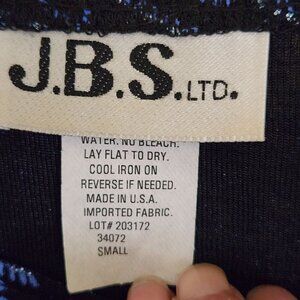 J.B.S.LTD.
WATER. NO BLEACH.
LAY FLAT TO DRY.
COOL IRON ON
REVERSE IF NEEDED.
MADE IN U.S.A.
IMPORTED FABRIC.
LOT# 203172
34072
SMALL